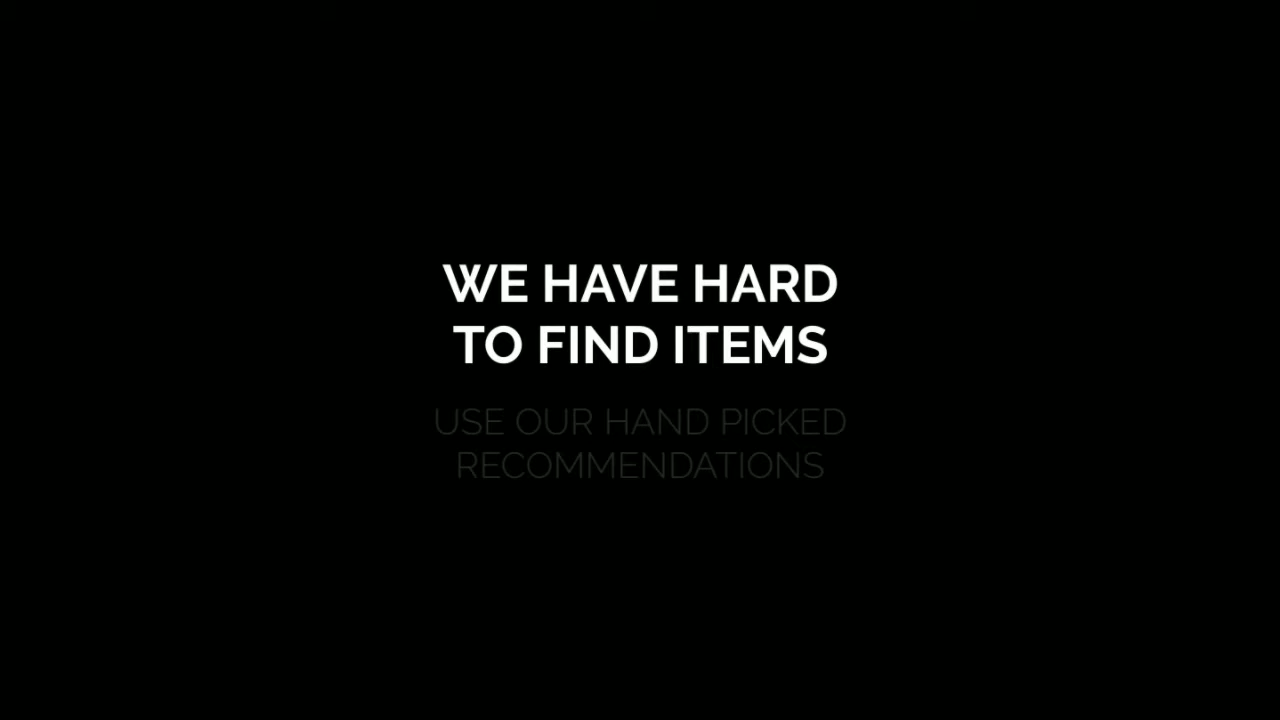 WE HAVE HARD
TO FIND ITEMS
USE OUR HAND PICKED
RECOMMENDATIONS